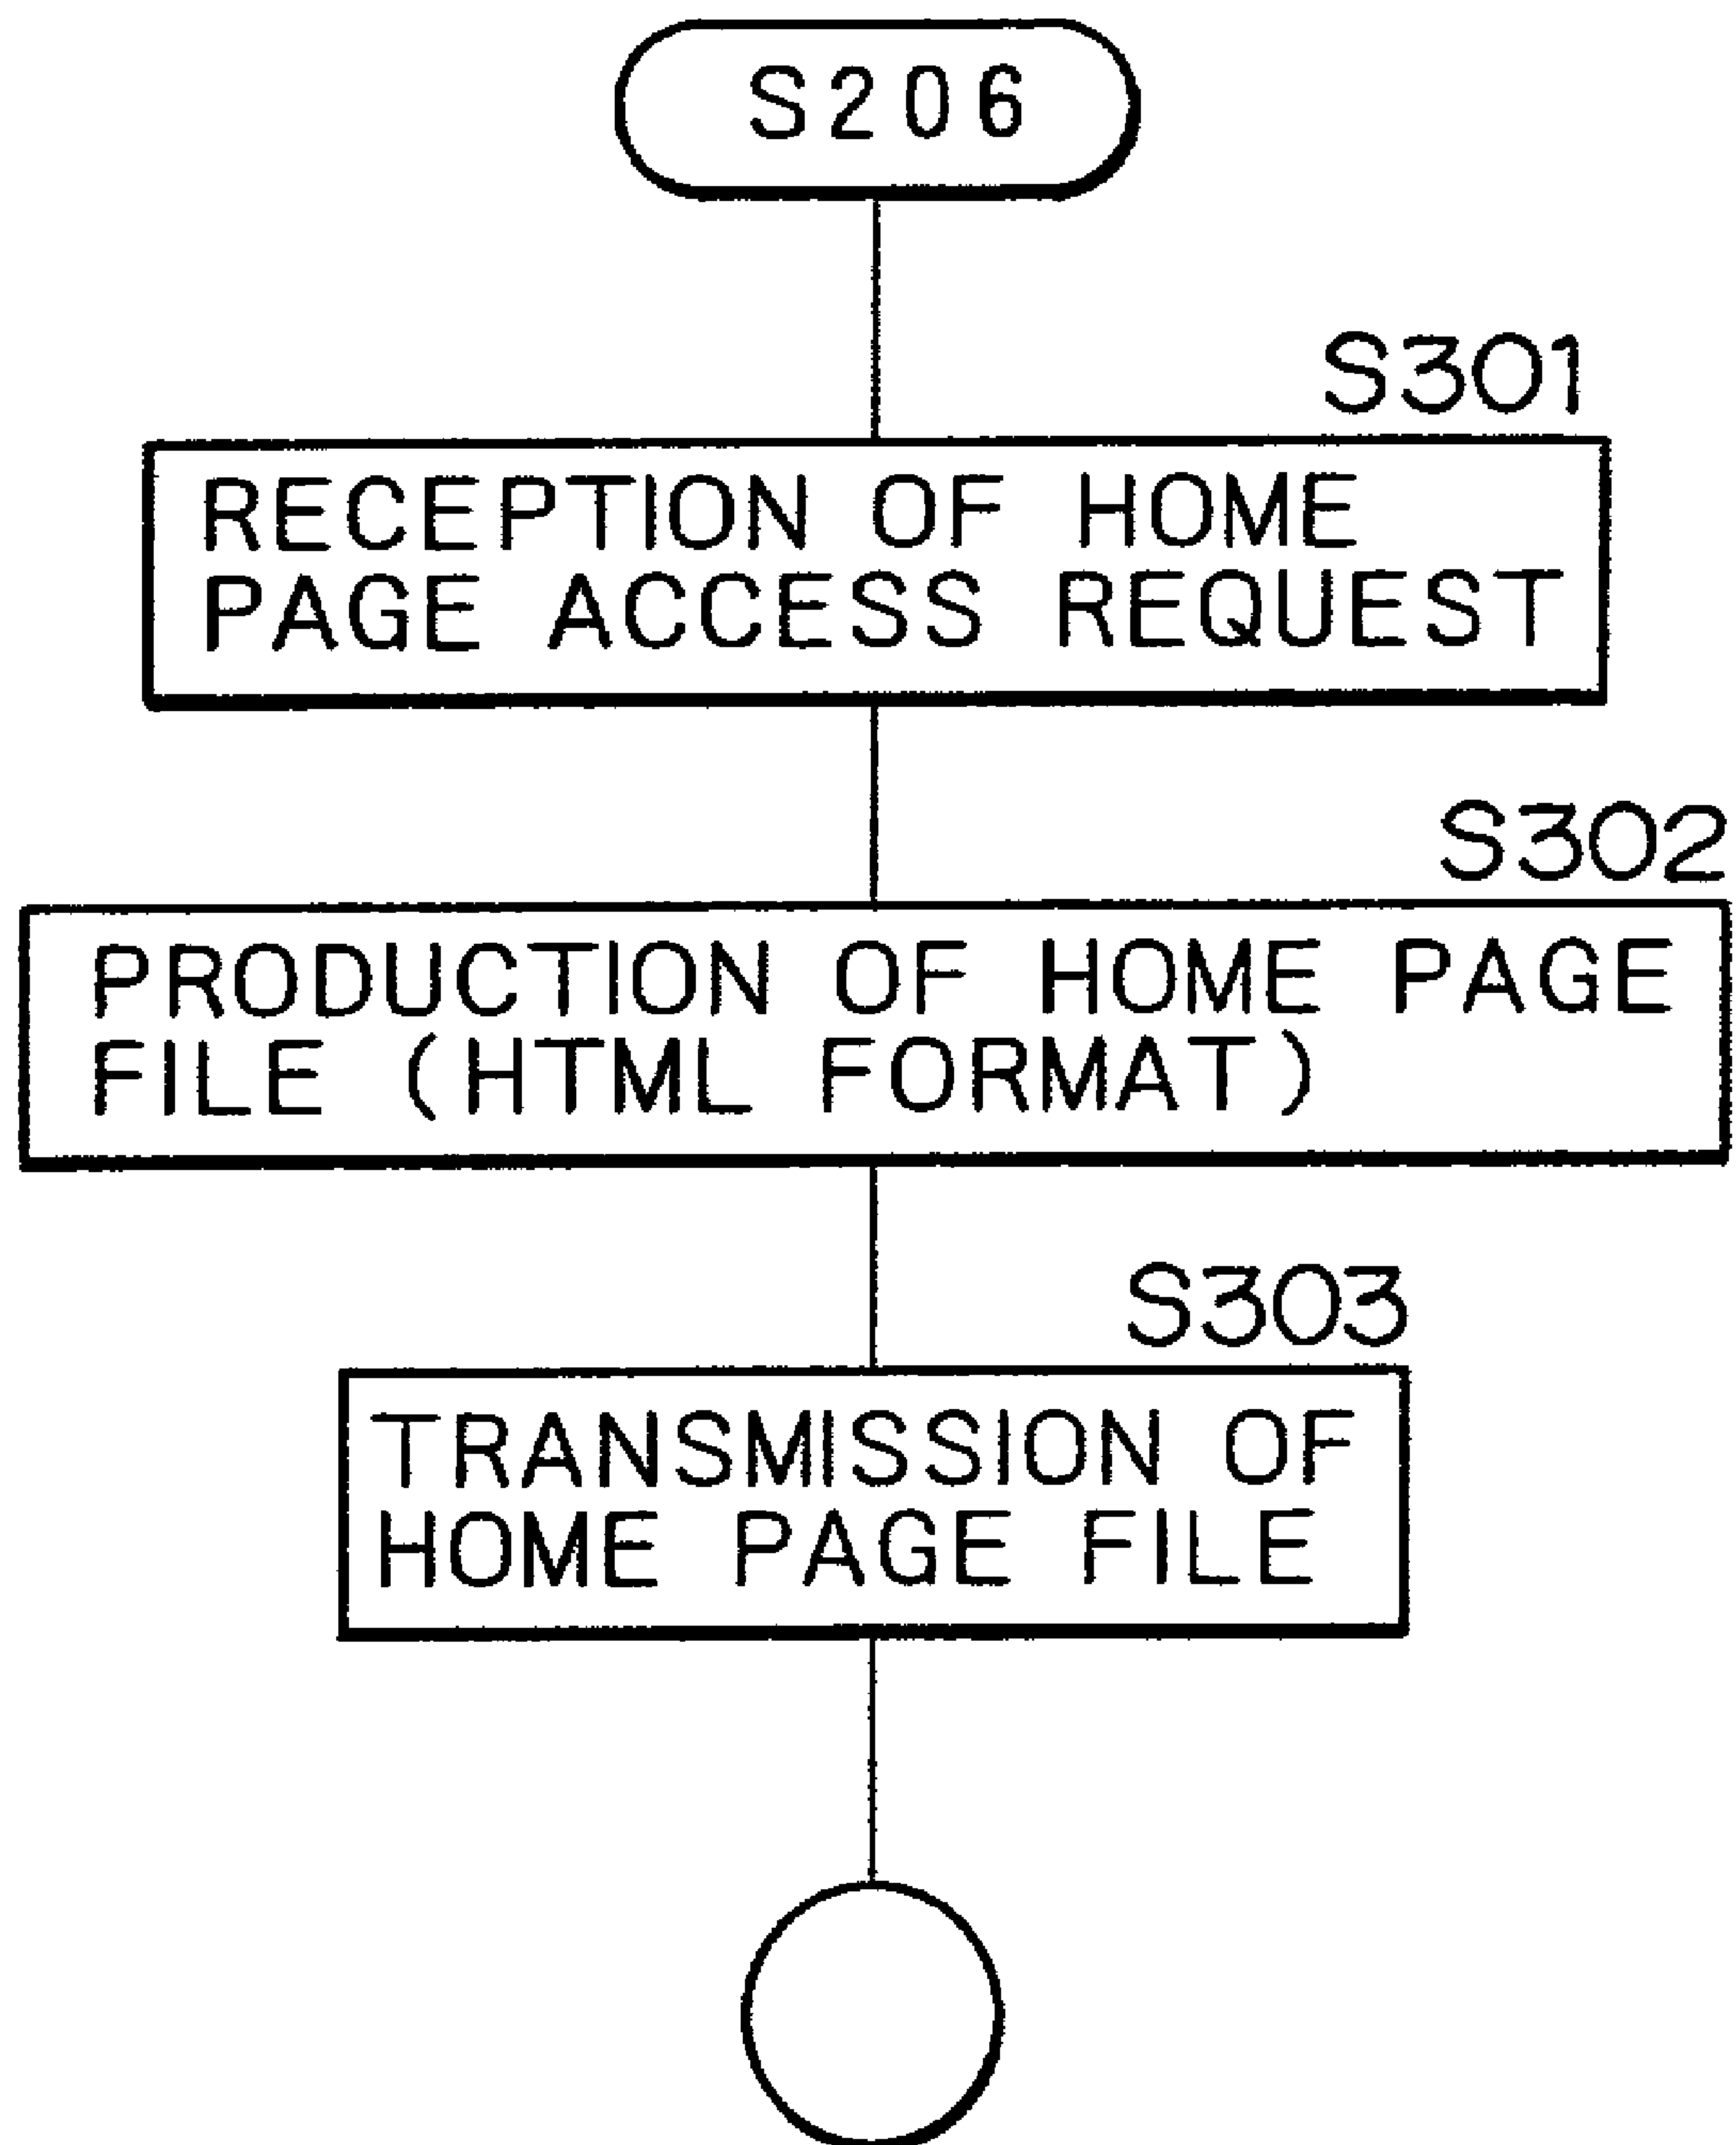 S206
S301
RECEPTION OF HOME
PAGE ACCESS REQUEST
S302
PRODUCTION OF HOME PAGE
FILE (HTML FORMAT)
S303
TRANSMISSION OF
HOME PAGE FILE